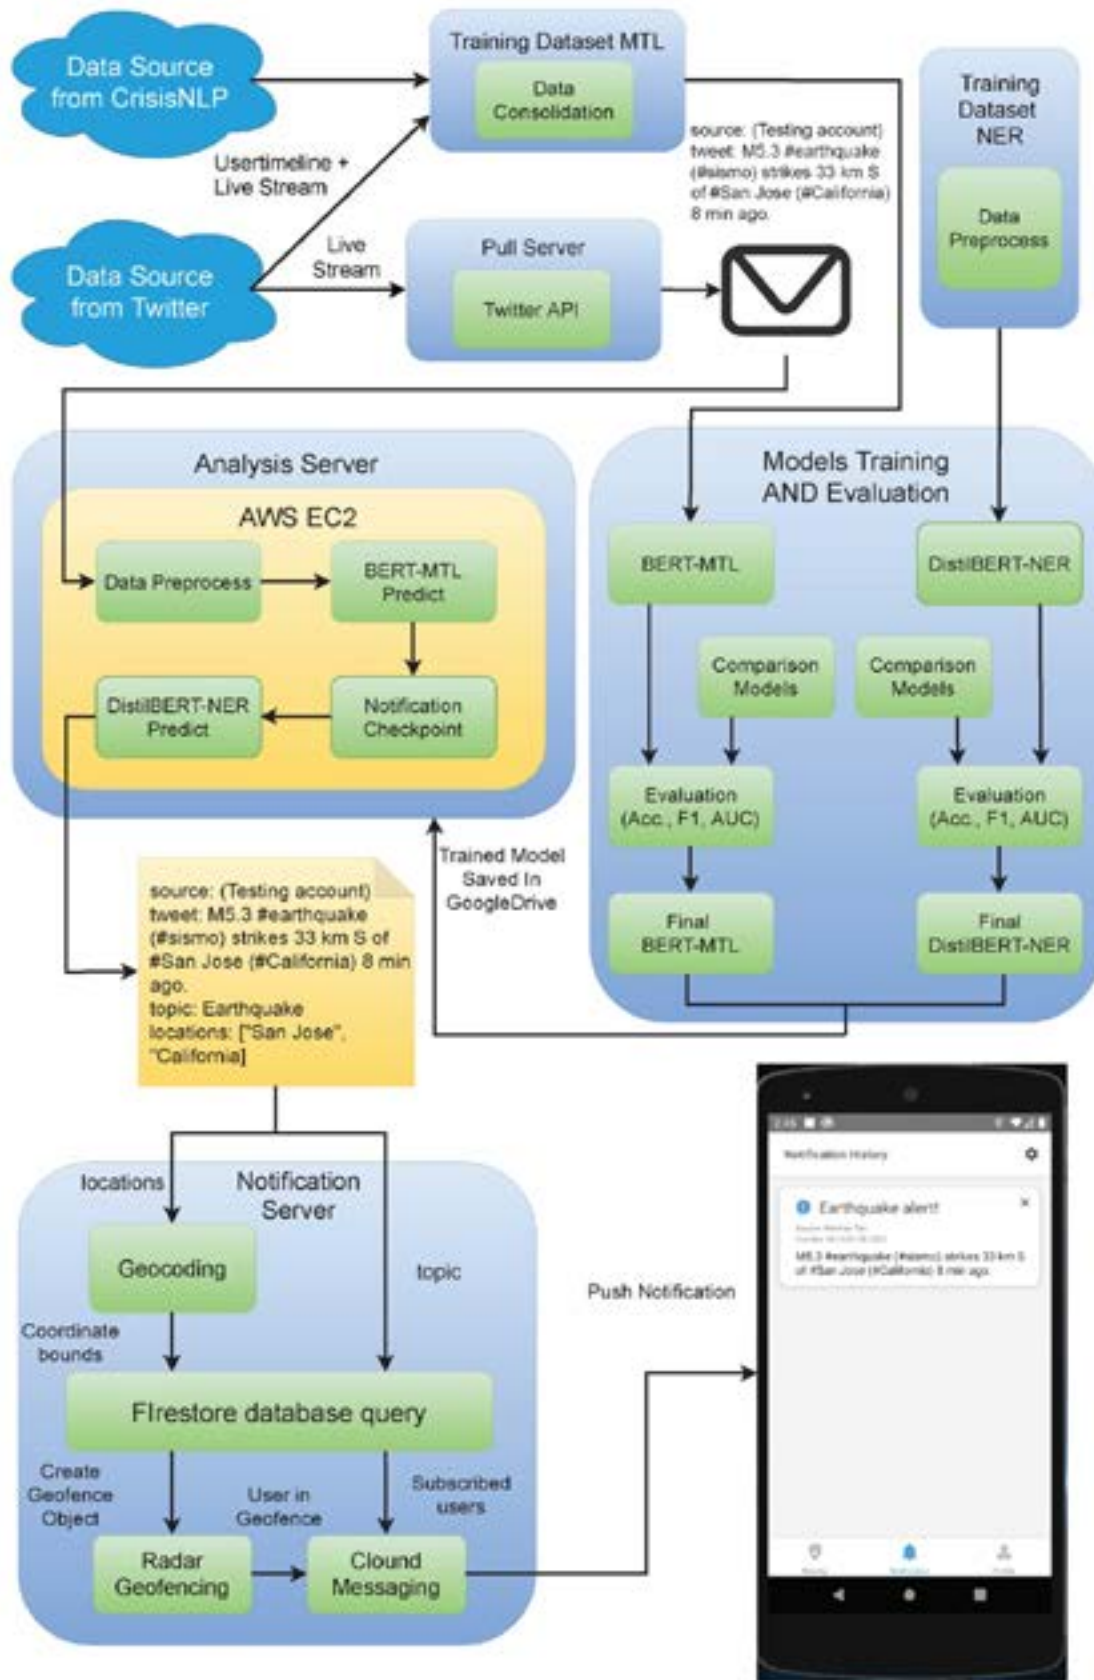 Data Source
from CrisisNLP
Training Dataset MTL
Data
Consolidation
Training
Dataset
NER
Data
Preprocess
source: (Testing account)
tweet: M5.3 #earthquake
(#sismo) strikes 33 km S
of #San Jose (#California)
8 min ago.
Usertimeline +
Live Stream
Data Source
from Twitter
Live
Stream
Pull Server
Twitter API
Analysis Server
AWS EC2
Data Preprocess
BERT-MTL
Predict
DistilBERT-NER
Predict
Notification
Checkpoint
Models Training
AND Evaluation
BERT-MTL
DistilBERT-NER
Comparison
Models
Comparison
Models
Evaluation
(Acc., F1, AUC)
Evaluation
(Acc., F1, AUC)
Final
BERT-MTL
Final
DistilBERT-NER
Trained Model
Saved In
GoogleDrive
source: (Testing account)
tweet: M5.3 #earthquake
(#sismo) strikes 33 km S of
#San Jose (#California) 8 min
ago.
topic: Earthquake
locations: ["San Jose",
"California]
Notification
Server
locations
Geocoding
topic
Coordinate
bounds
FIrestore database query
Create
Geofence
Object
User in
Geofence
Subscribed
users
Radar
Geofencing
Clound
Messaging
Push Notification
Notification History
Earthquake alert!
M5.3 #earthquake (#sismo) strikes 33 km S
of #San Jose (#California) 8 min ago.